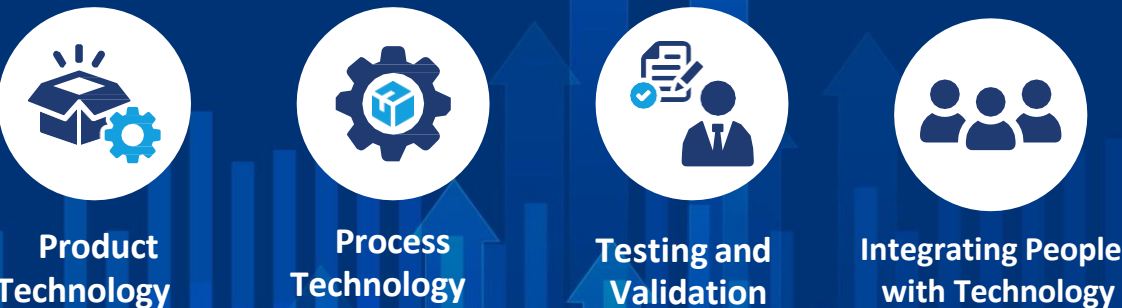 Product
Technology
Process
Technology
Testing and
Validation
Integrating People
with Technology